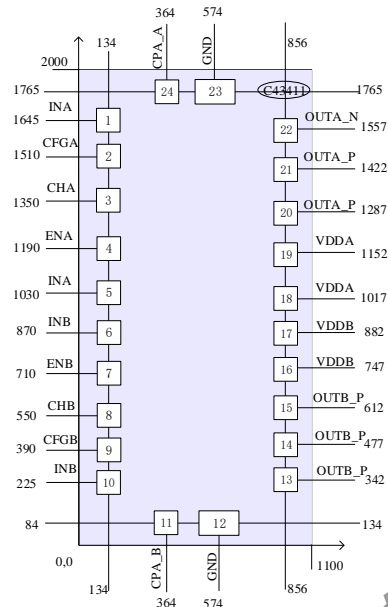 364 574
134 CPA_A GND 856
2000
1765 24 23 C43411 1765
INA 1645 1 22 OUTA_N 1557
CFGA 1510 2 21 OUTA_P 1422
CHA 1350 3 20 OUTA_P 1287
ENA 1190 4 19 VDDA 1152
INA 1030 5 18 VDDA 1017
INB 870 6 17 VDDB 882
ENB 710 7 16 VDDB 747
CHB 550 8 15 OUTB_P 612
CFGB 390 9 14 OUTB_P 477
INB 225 10 13 OUTB_P 342
84 11 12 134
0,0 CPA_B GND 1100
134 364 574 856